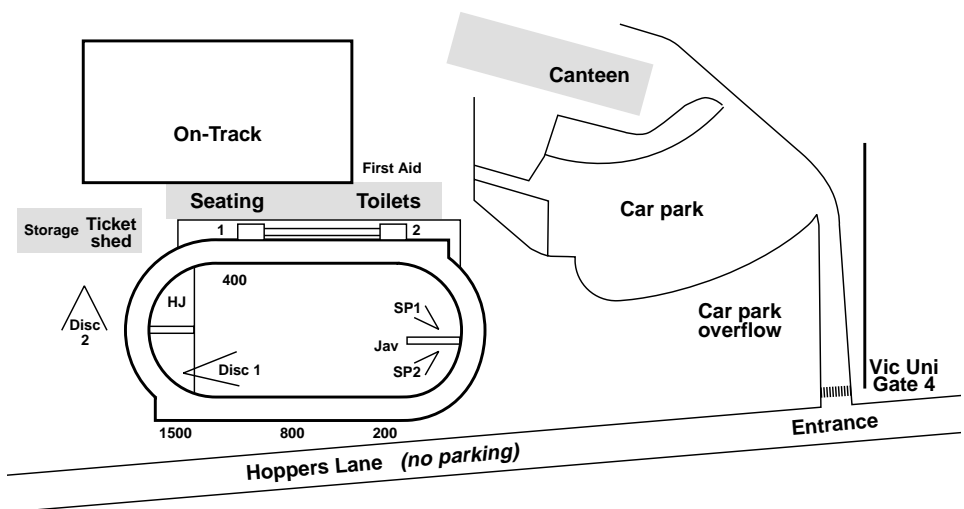 Canteen
On-Track
First Aid
Seating
Toilets
Storage
Ticket
shed
1
2
Car park
400
HJ
SP1
Disc
2
Jav
Disc 1
SP2
Car park
overflow
Vic Uni
Gate 4
1500
800
200
Entrance
Hoppers Lane (no parking)